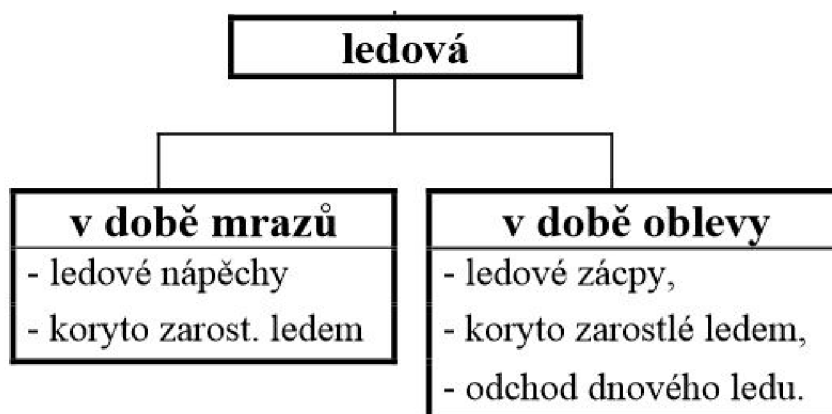 ledová
v době mrazů
- ledové nápěchy
- koryto zarost. ledem
v době oblevy
- ledové zácpy,
- koryto zarostlé ledem,
- odchod dnového ledu.